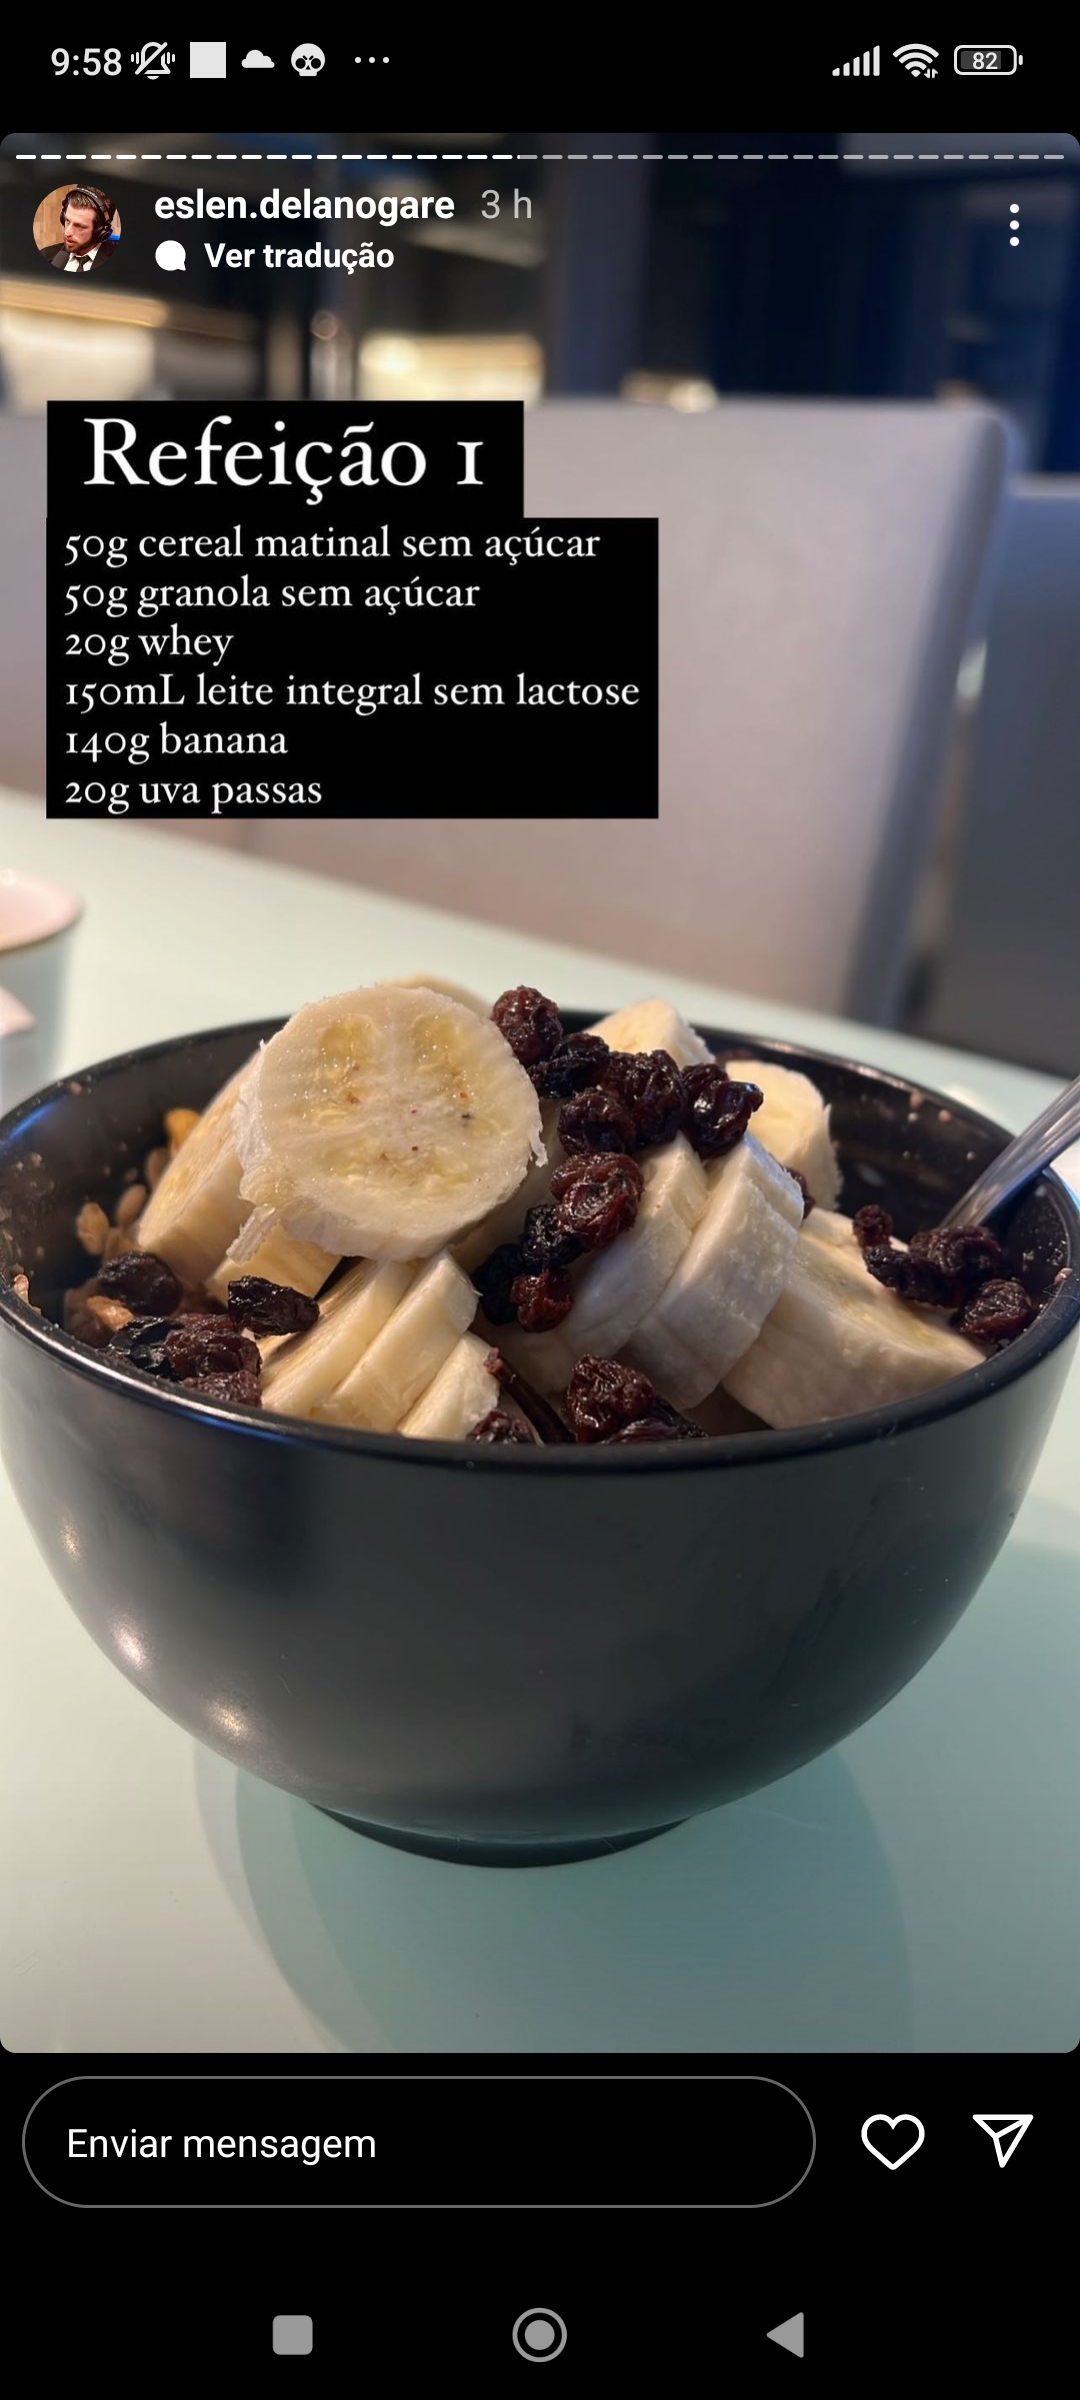 9:58
82
eslen.delanogare 3 h
Ver tradução
Refeição 1
50g cereal matinal sem açúcar
50g granola sem açúcar
20g whey
150mL leite integral sem lactose
140g banana
20g uva passas
Enviar mensagem